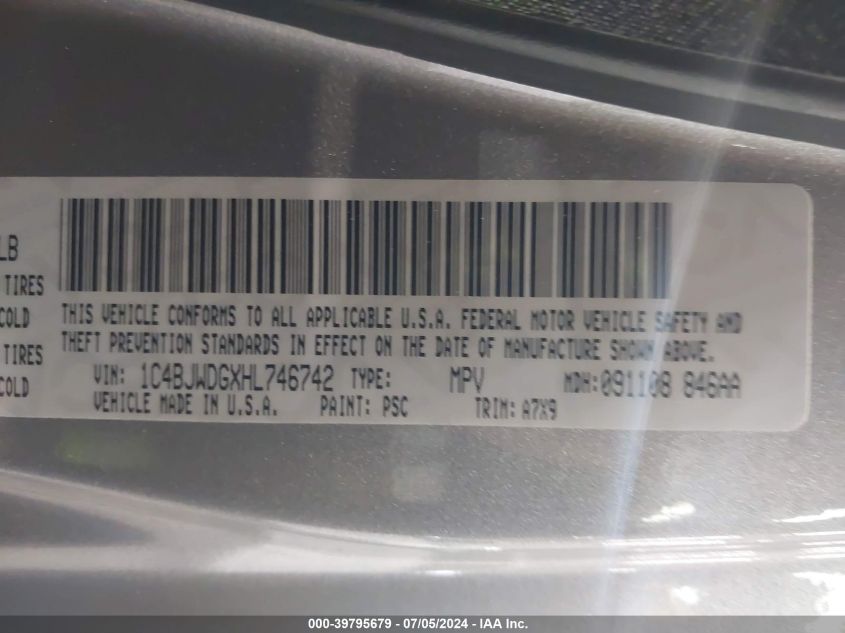 LB
TIRES
COLD
TIRES
COLD
THIS VEHICLE CONFORMS TO ALL APPLICABLE U.S.A. FEDERAL MOTOR VEHICLE SAFETY AND
THEFT PREVENTION STANDARDS IN EFFECT ON THE DATE OF MANUFACTURE SHOWN ABOVE.
VIN: 1C4BJWDGXHL746742 TYPE: MPV MDH:091108 846AA
VEHICLE MADE IN U.S.A. PAINT: PSC TRIM: A7X9
000-39795679 - 07/05/2024 - IAA Inc.